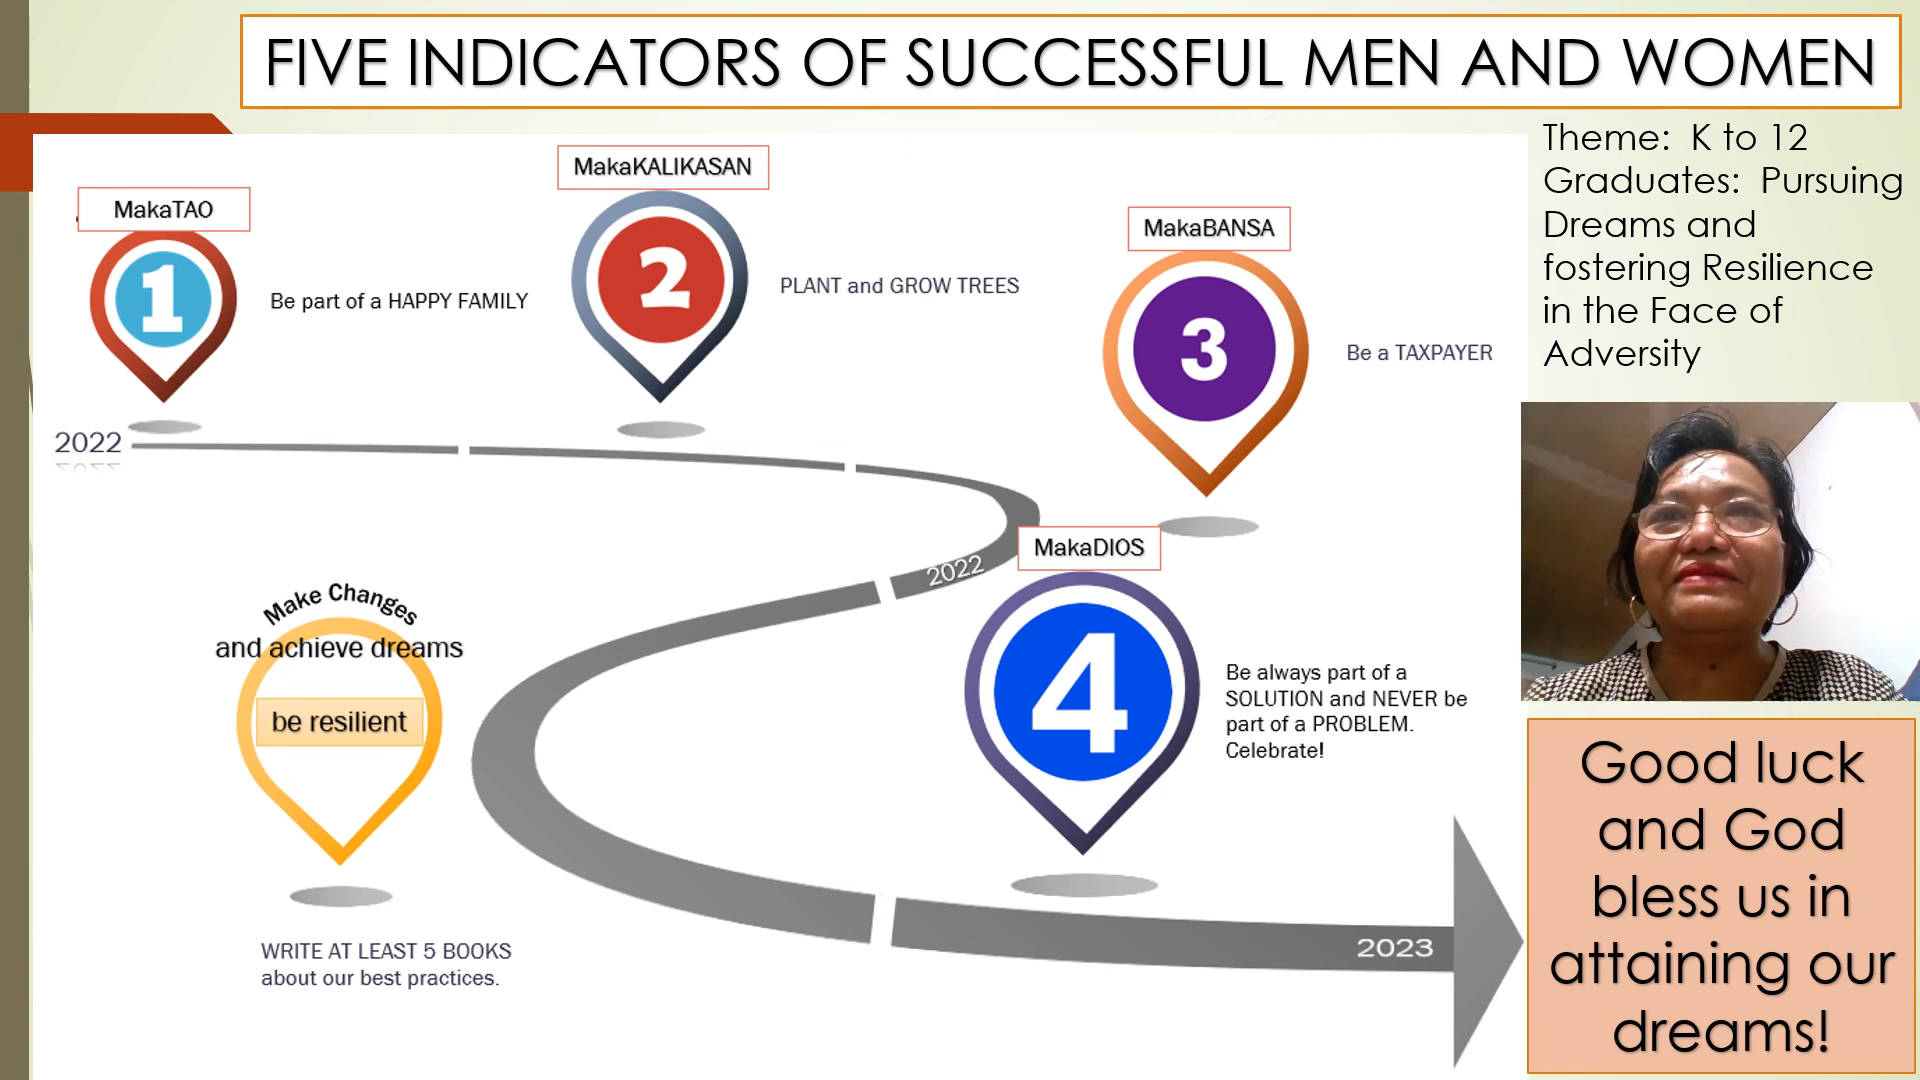 FIVE INDICATORS OF SUCCESSFUL MEN AND WOMEN
Theme: K to 12
Graduates: Pursuing
Dreams and
fostering Resilience
in the Face of
Adversity
MakaTAO
1
Be part of a HAPPY FAMILY
MakaKALIKASAN
2
PLANT and GROW TREES
MakaBANSA
3
Be a TAXPAYER
2022
2022
MakaDIOS
4
Be always part of a
SOLUTION and NEVER be
part of a PROBLEM.
Celebrate!
Make Changes
and achieve dreams
be resilient
WRITE AT LEAST 5 BOOKS
about our best practices.
2023
Good luck
and God
bless us in
attaining our
dreams!